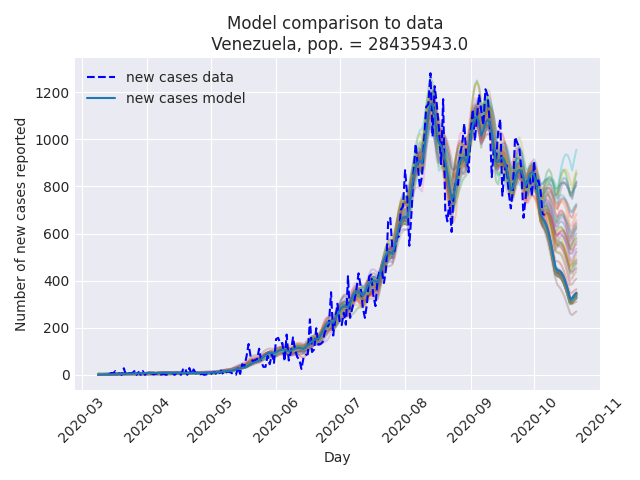 Model comparison to data
Venezuela, pop. = 28435943.0
new cases data
new cases model
Number of new cases reported
1200
1000
800
600
400
200
0
2020-03
2020-04
2020-05
2020-06
2020-07
2020-08
2020-09
2020-10
2020-11
Day